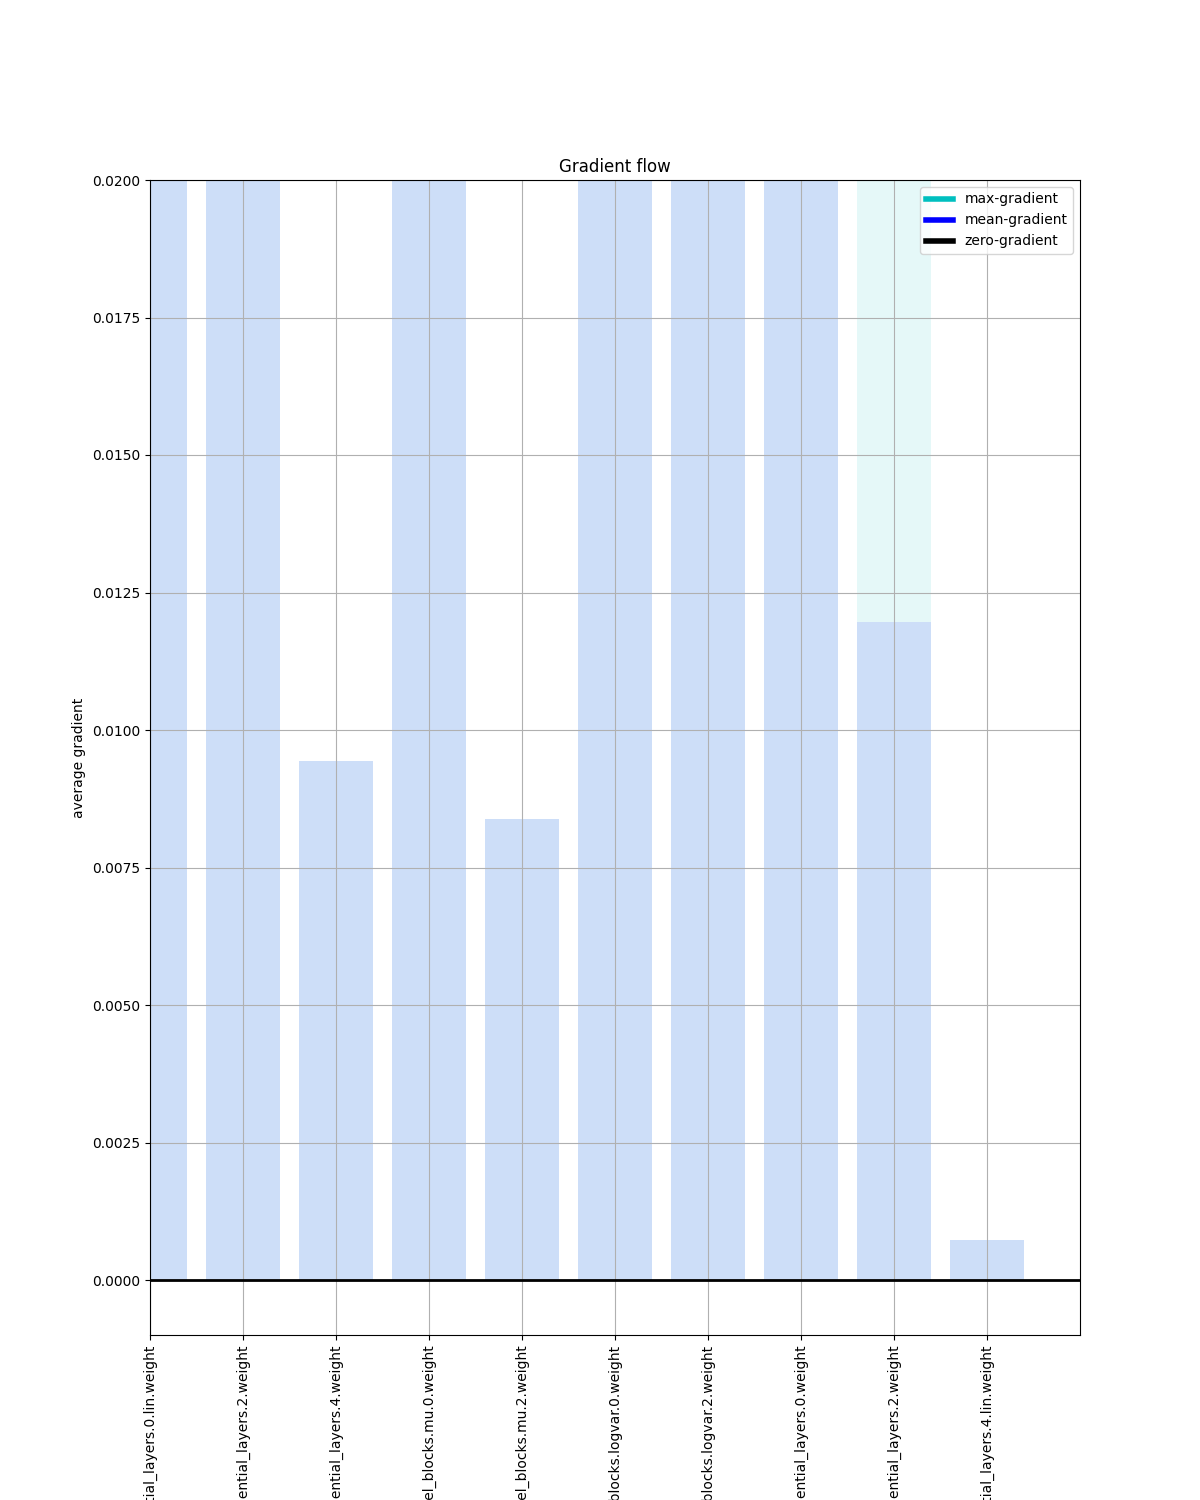 Gradient flow
max-gradient
mean-gradient
zero-gradient
0.0200
0.0175
0.0150
0.0125
0.0100
0.0075
0.0050
0.0025
0.0000
average gradient
tial_layers.0.lin.weight
ential_layers.2.weight
ential_layers.4.weight
el_blocks.mu.0.weight
el_blocks.mu.2.weight
blocks.logvar.0.weight
blocks.logvar.2.weight
ential_layers.0.weight
ential_layers.2.weight
tial_layers.4.lin.weight